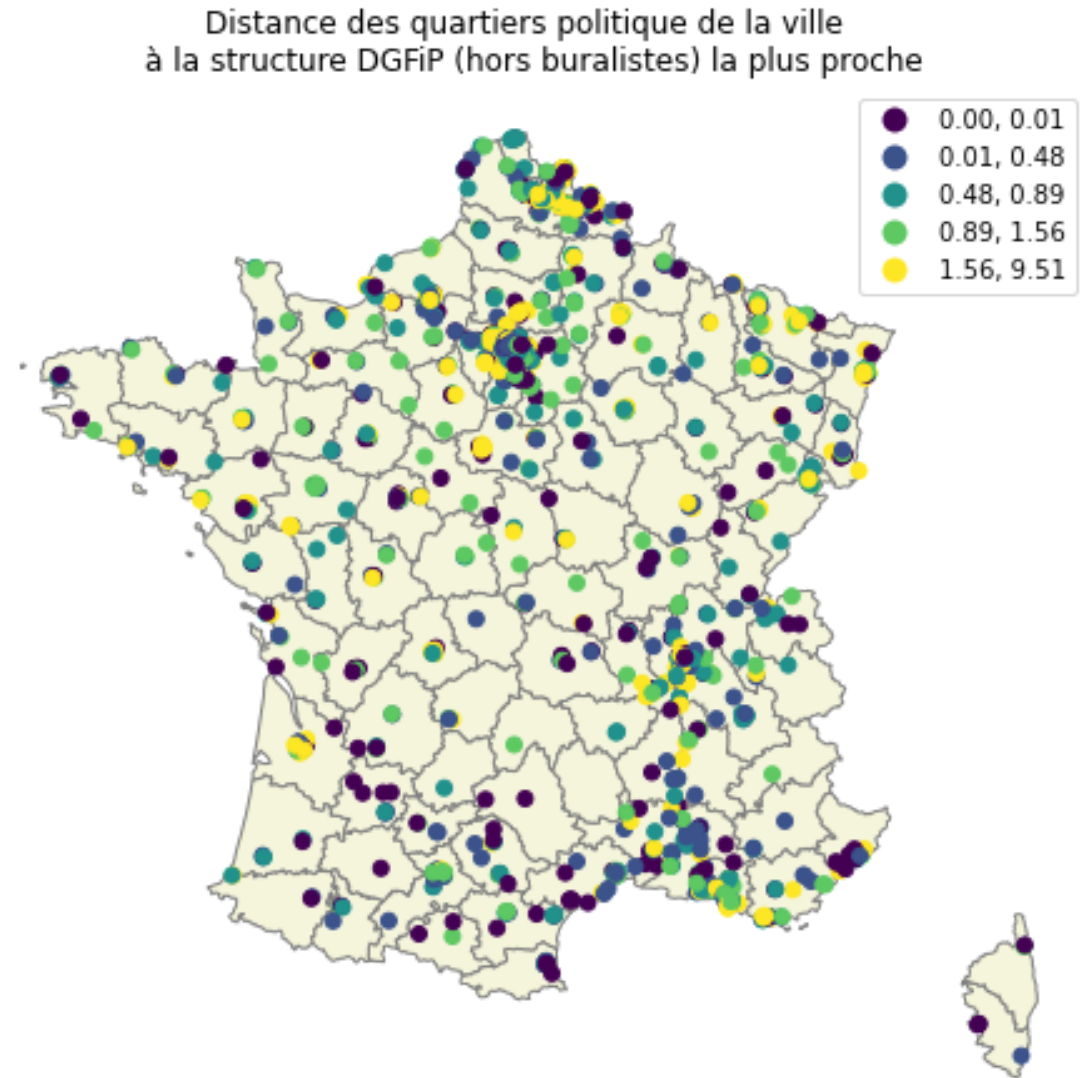 Distance des quartiers politique de la ville
à la structure DGFiP (hors buralistes) la plus proche
0.00, 0.01
0.01, 0.48
0.48, 0.89
0.89, 1.56
1.56, 9.51